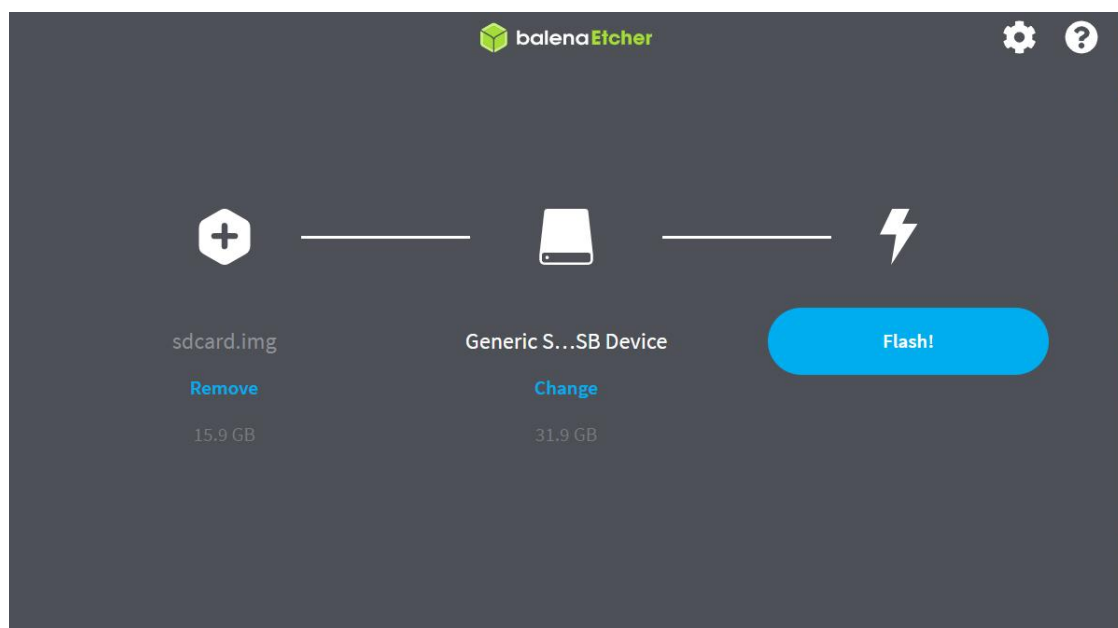 balenaEtcher
sdcard.img
Generic S...SB Device
Flash!
Remove
Change
15.9 GB
31.9 GB